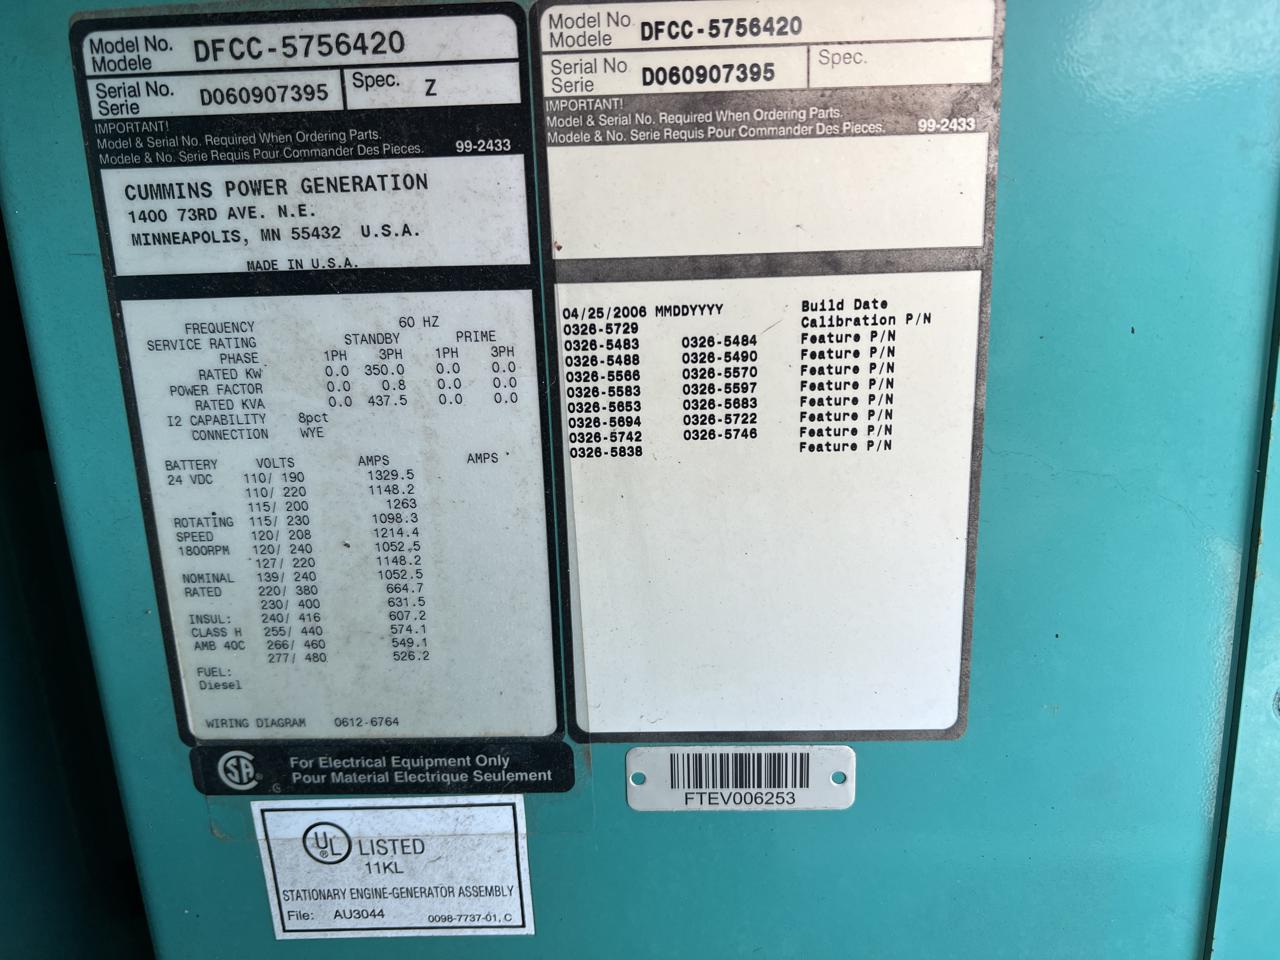 Model No. DFCC-5756420
Modele
Serial No. D060907395 Spec. Z
Serie
IMPORTANT!
Model & Serial No. Required When Ordering Parts.
Modele & No. Serie Requis Pour Commander Des Pieces. 99-2433
CUMMINS POWER GENERATION
1400 73RD AVE. N.E.
MINNEAPOLIS, MN 55432 U.S.A.
MADE IN U.S.A.
FREQUENCY 60 HZ
SERVICE RATING STANDBY PRIME
PHASE 1PH 3PH 1PH 3PH
RATED KW 0.0 350.0 0.0 0.0
POWER FACTOR 0.0 0.8 0.0 0.0
RATED KVA 0.0 437.5 0.0 0.0
I2 CAPABILITY 8pct
CONNECTION WYE
BATTERY VOLTS AMPS AMPS
24 VDC 110/ 190 1329.5
110/ 220 1148.2
115/ 200 1263
ROTATING 115/ 230 1098.3
SPEED 120/ 208 1214.4
1800RPM 120/ 240 1052.5
127/ 220 1148.2
NOMINAL 139/ 240 1052.5
RATED 220/ 380 664.7
230/ 400 631.5
INSUL: 240/ 416 607.2
CLASS H 255/ 440 574.1
AMB 40C 266/ 460 549.1
277/ 480 526.2
FUEL:
Diesel
WIRING DIAGRAM 0612-6764
SA ® For Electrical Equipment Only
Pour Material Electrique Seulement
C
UL ® LISTED
11KL
STATIONARY ENGINE-GENERATOR ASSEMBLY
File: AU3044 0098-7737-01, C
Model No. DFCC-5756420
Modele
Serial No. D060907395 Spec.
Serie
IMPORTANT!
Model & Serial No. Required When Ordering Parts.
Modele & No. Serie Requis Pour Commander Des Pieces. 99-2433
04/25/2006 MMDDYYYY Build Date
0326-5729 Calibration P/N
0326-5483 0326-5484 Feature P/N
0326-5488 0326-5490 Feature P/N
0326-5566 0326-5570 Feature P/N
0326-5583 0326-5597 Feature P/N
0326-5653 0326-5683 Feature P/N
0326-5694 0326-5722 Feature P/N
0326-5742 0326-5746 Feature P/N
0326-5838 Feature P/N
FTEV006253